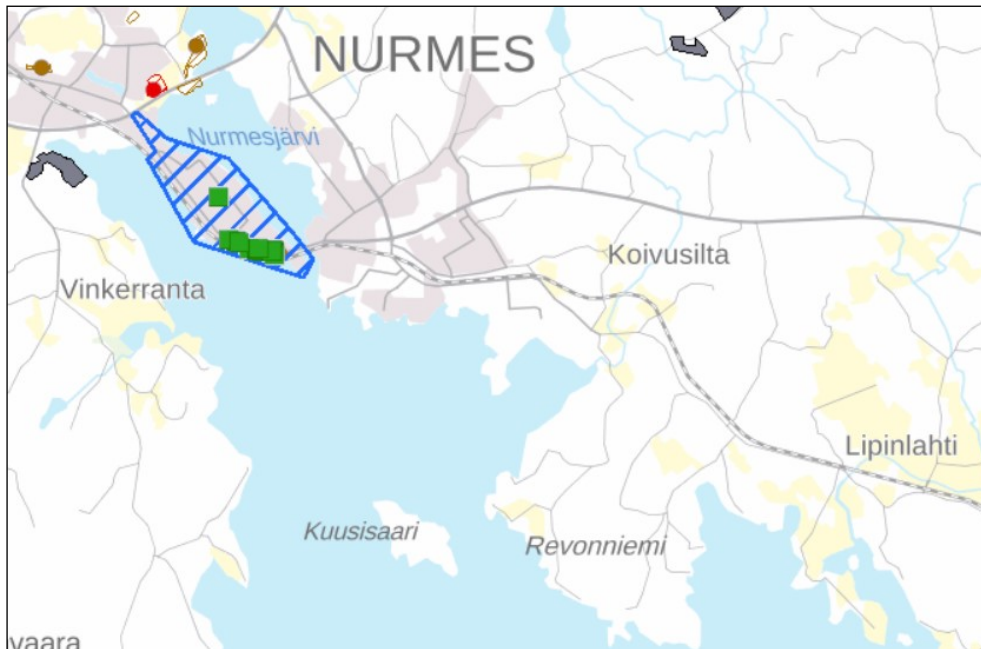 NURMES
Nurmesjärvi
Koivusilta
Vinkerranta
Lipinlahti
Kuusisaari
Revonniemi
vaara